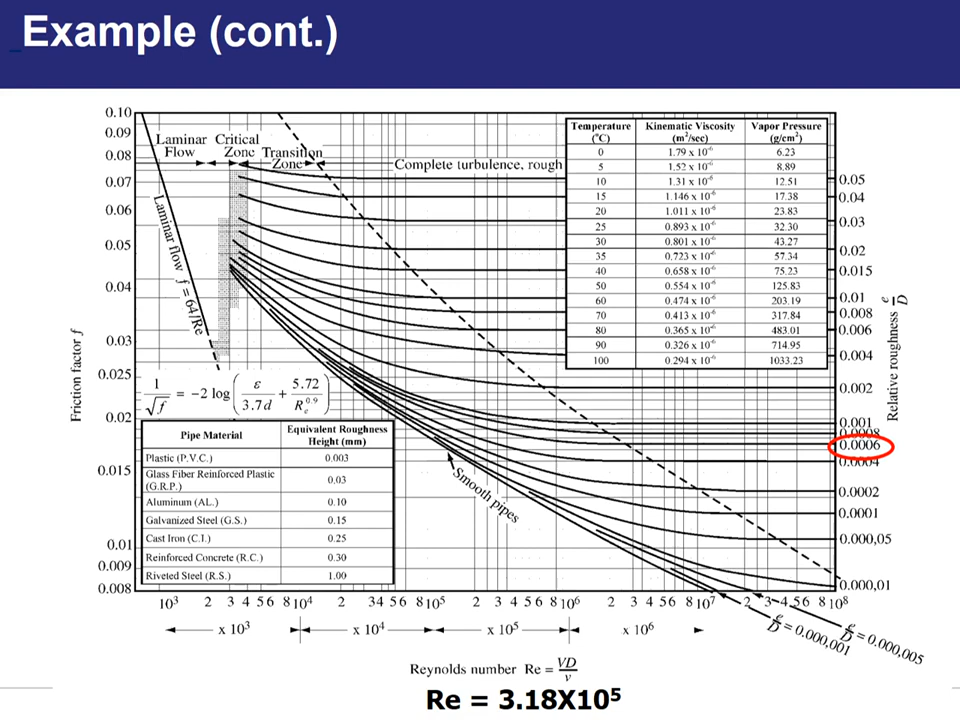 Example (cont.)
0.10
0.09
0.08
0.07
0.06
0.05
0.04
0.03
0.025
0.02
0.015
0.01
0.009
0.008
Friction factor f
Laminar Flow
Critical Zone
Transition Zone
Complete turbulence, rough
Laminar flow f = 64/Re
Smooth pipes
Temperature (°C) Kinematic Viscosity (m²/sec) Vapor Pressure (g/cm²)
0 1.79 x 10⁻⁶ 6.23
5 1.52 x 10⁻⁶ 8.89
10 1.31 x 10⁻⁶ 12.51
15 1.146 x 10⁻⁶ 17.38
20 1.011 x 10⁻⁶ 23.83
25 0.893 x 10⁻⁶ 32.30
30 0.801 x 10⁻⁶ 43.27
35 0.723 x 10⁻⁶ 57.34
40 0.658 x 10⁻⁶ 75.23
50 0.554 x 10⁻⁶ 125.83
60 0.474 x 10⁻⁶ 203.19
70 0.413 x 10⁻⁶ 317.84
80 0.365 x 10⁻⁶ 483.01
90 0.326 x 10⁻⁶ 714.95
100 0.294 x 10⁻⁶ 1033.23
0.05
0.04
0.03
0.02
0.015
0.01
0.008
0.006
0.004
0.002
0.001
0.0008
0.0006
0.0004
0.0002
0.0001
0.000,05
0.000,01
Relative roughness e/D
1/√f = −2 log(ε/3.7d + 5.72/Re^0.9)
Pipe Material Equivalent Roughness Height (mm)
Plastic (P.V.C.) 0.003
Glass Fiber Reinforced Plastic (G.R.P.) 0.03
Aluminum (AL.) 0.10
Galvanized Steel (G.S.) 0.15
Cast Iron (C.I.) 0.25
Reinforced Concrete (R.C.) 0.30
Riveted Steel (R.S.) 1.00
10³ 2 3 4 5 6 8 10⁴ 2 3 4 5 6 8 10⁵ 2 3 4 5 6 8 10⁶ 2 3 4 5 6 8 10⁷ 2 3 4 5 6 8 10⁸
x 10³ x 10⁴ x 10⁵ x 10⁶
e/D = 0.000,001
e/D = 0.000,005
Reynolds number Re = VD/ν
Re = 3.18X10⁵